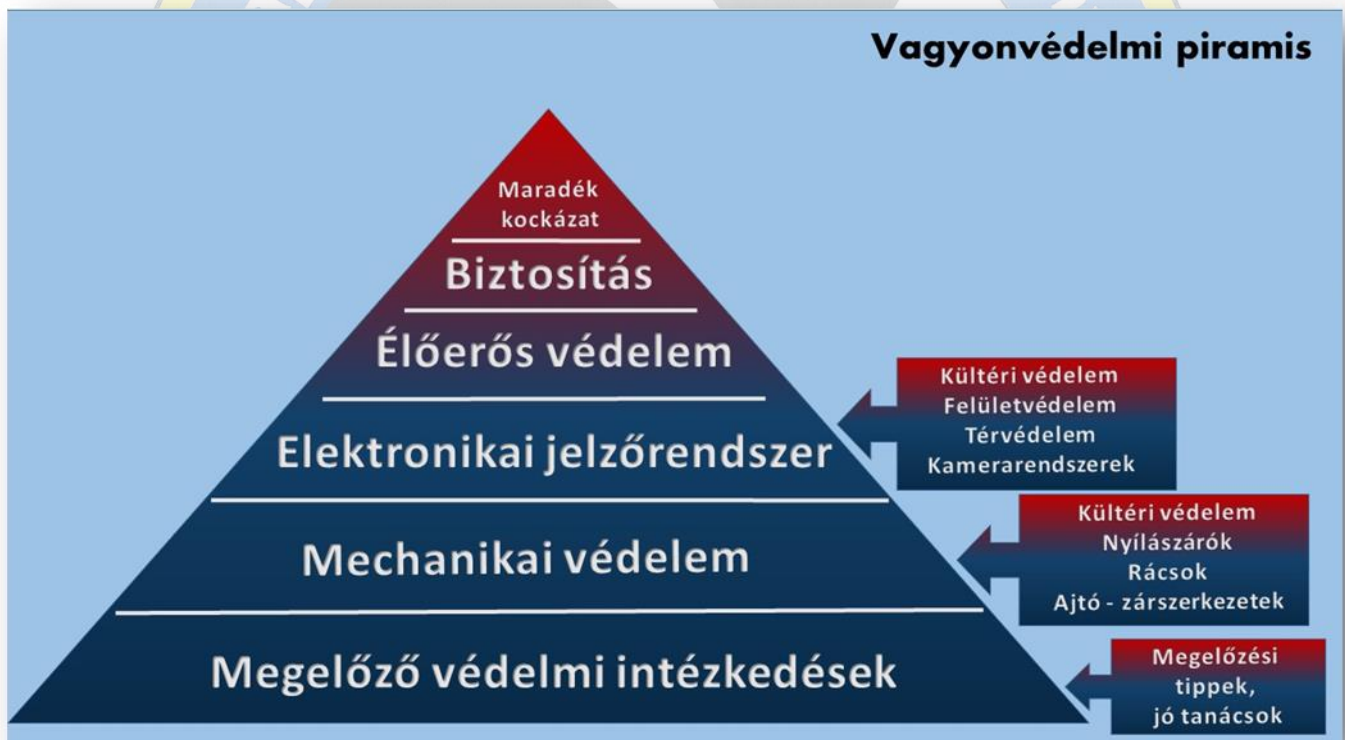 Vagyonvédelmi piramis
Maradék
kockázat
Biztosítás
Élőerős védelem
Elektronikai jelzőrendszer
Mechanikai védelem
Megelőző védelmi intézkedések
Kültéri védelem
Felületvédelem
Térvédelem
Kamerarendszerek
Kültéri védelem
Nyílászárók
Rácsok
Ajtó - zárszerkezetek
Megelőzési
tippek,
jó tanácsok